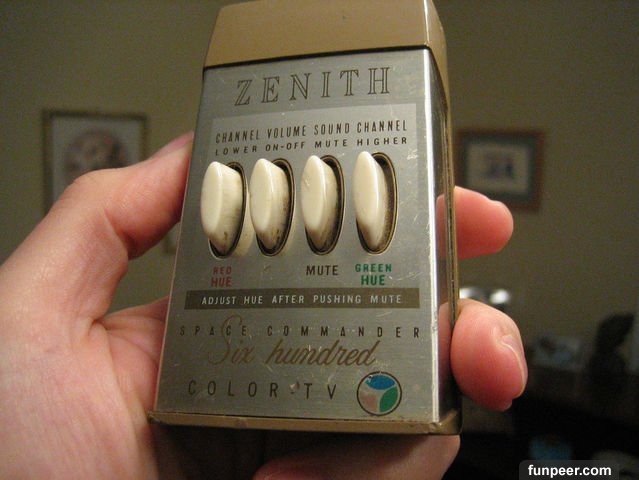 ZENITH
CHANNEL VOLUME SOUND CHANNEL
LOWER ON-OFF MUTE HIGHER
RED HUE MUTE GREEN HUE
ADJUST HUE AFTER PUSHING MUTE
SPACE COMMANDER
Six hundred
COLOR TV
funpeer.com